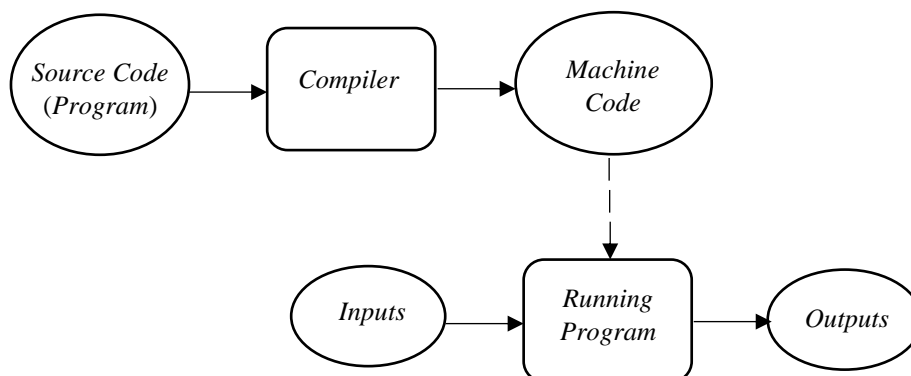 Source Code
(Program)
Compiler
Machine
Code
Inputs
Running
Program
Outputs